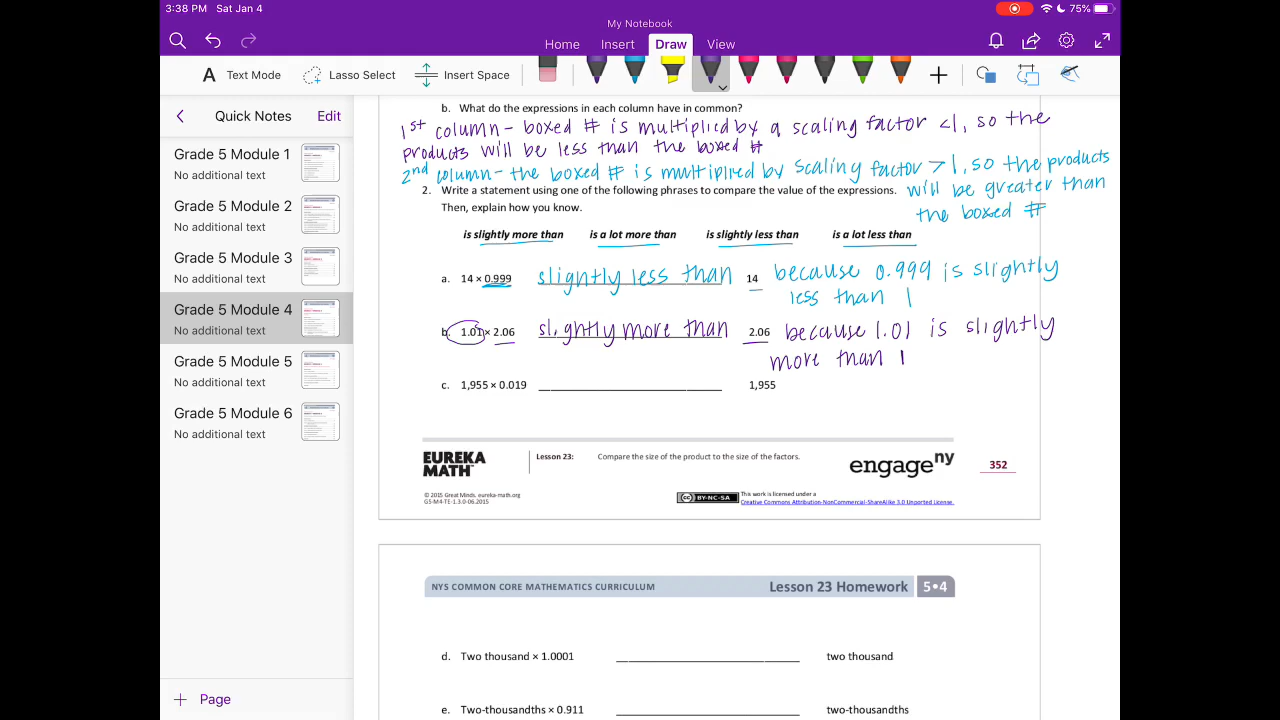 3:38 PM Sat Jan 4
75%
My Notebook
Home Insert Draw View
A Text Mode Lasso Select Insert Space
Quick Notes Edit
Grade 5 Module 1
No additional text
Grade 5 Module 2
No additional text
Grade 5 Module 3
No additional text
Grade 5 Module 4
No additional text
Grade 5 Module 5
No additional text
Grade 5 Module 6
No additional text
Page
b. What do the expressions in each column have in common?
1st column - boxed # is multiplied by a scaling factor <1, so the
products will be less than the boxed #
2nd column - the boxed # is multiplied by scaling factor > 1, so the products
will be greater than
the boxed #
2. Write a statement using one of the following phrases to compare the value of the expressions.
Then explain how you know.
is slightly more than is a lot more than is slightly less than is a lot less than
a. 14 × 0.999 slightly less than 14 because 0.999 is slightly
less than 1
b. 2.06 slightly more than because 1.01 is slightly
more than 1
c. × 0.019 1,955
EUREKA MATH
Lesson 23: Compare the size of the product to the size of the factors.
engageny
352
© 2015 Great Minds. eureka-math.org
G5-M4-TE-1.3.0-06.2015
CC BY-NC-SA
This work is licensed under a
Creative Commons Attribution-NonCommercial-ShareAlike 3.0 Unported License.
NYS COMMON CORE MATHEMATICS CURRICULUM Lesson 23 Homework 5•4
d. Two thousand × 1.0001 two thousand
e. Two-thousandths × 0.911 two-thousandths